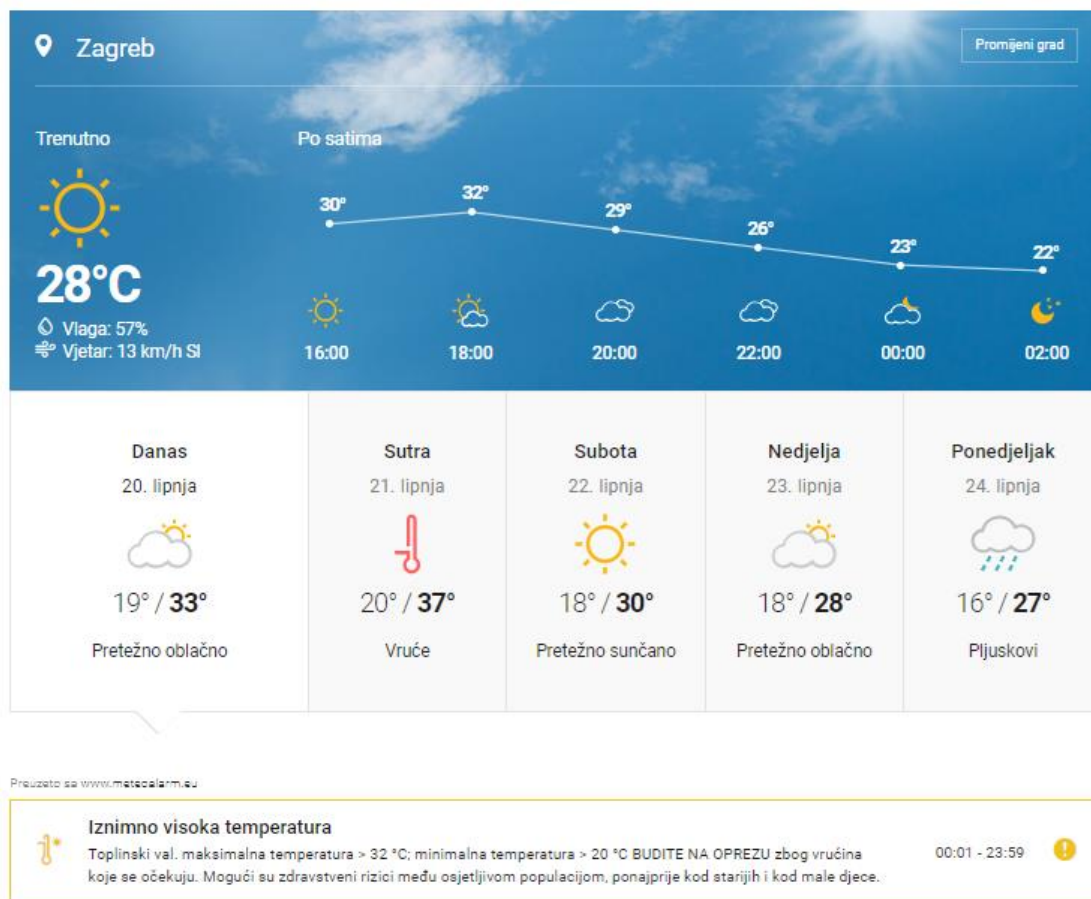 Zagreb
Promijeni grad
Trenutno
Po satima
30°
32°
29°
26°
23°
22°
28°C
Vlaga: 57%
Vjetar: 13 km/h SI
16:00
18:00
20:00
22:00
00:00
02:00
Danas
20. lipnja
19° / 33°
Pretežno oblačno
Sutra
21. lipnja
20° / 37°
Vruće
Subota
22. lipnja
18° / 30°
Pretežno sunčano
Nedjelja
23. lipnja
18° / 28°
Pretežno oblačno
Ponedjeljak
24. lipnja
16° / 27°
Pljuskovi
Preuzeto sa www.meteoalarm.eu
Iznimno visoka temperatura
Toplinski val. maksimalna temperatura > 32 °C; minimalna temperatura > 20 °C BUDITE NA OPREZU zbog vrućina
koje se očekuju. Mogući su zdravstveni rizici među osjetljivom populacijom, ponajprije kod starijih i kod male djece.
00:01 - 23:59